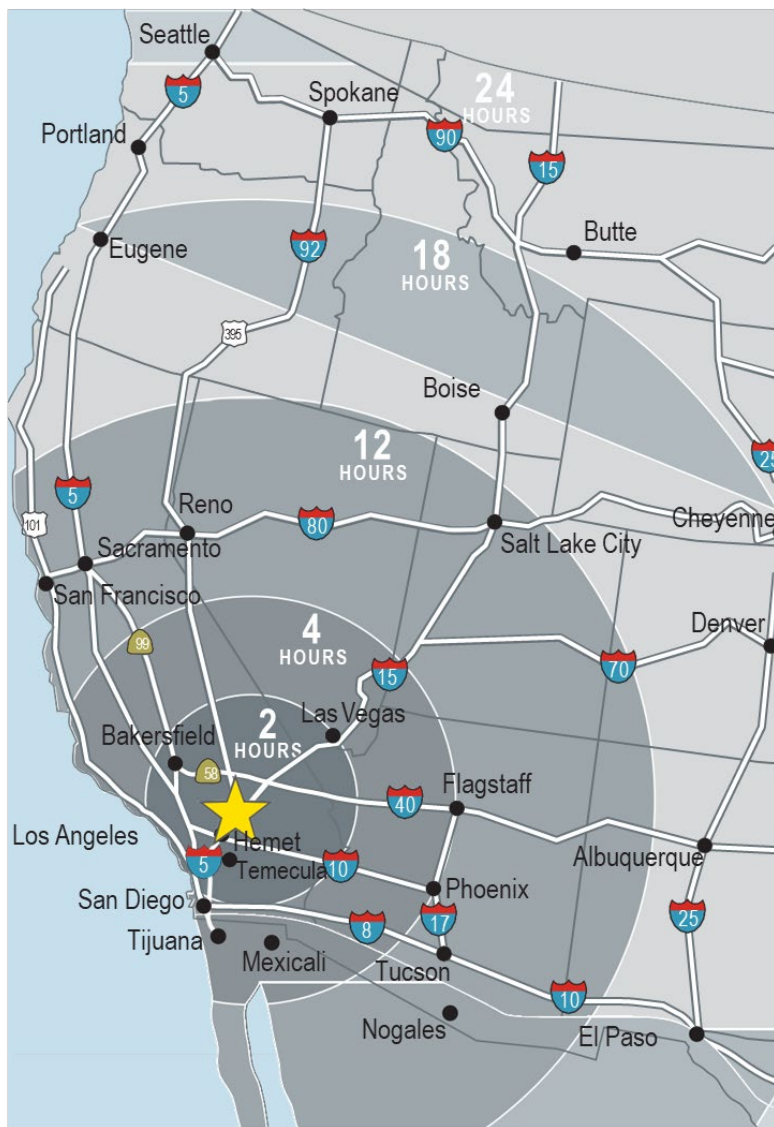 Seattle
24
HOURS
5
Spokane
90
Portland
15
Eugene
92
18
HOURS
Butte
395
Boise
12
HOURS
25
5
Reno
101
80
Cheyenne
Sacramento
Salt Lake City
San Francisco
4
HOURS
99
Denver
15
70
2
HOURS
Las Vegas
Bakersfield
58
40
Flagstaff
Los Angeles
Hemet
Albuquerque
5
Temecula
10
Phoenix
San Diego
8
17
25
Tijuana
Mexicali
Tucson
10
Nogales
El Paso